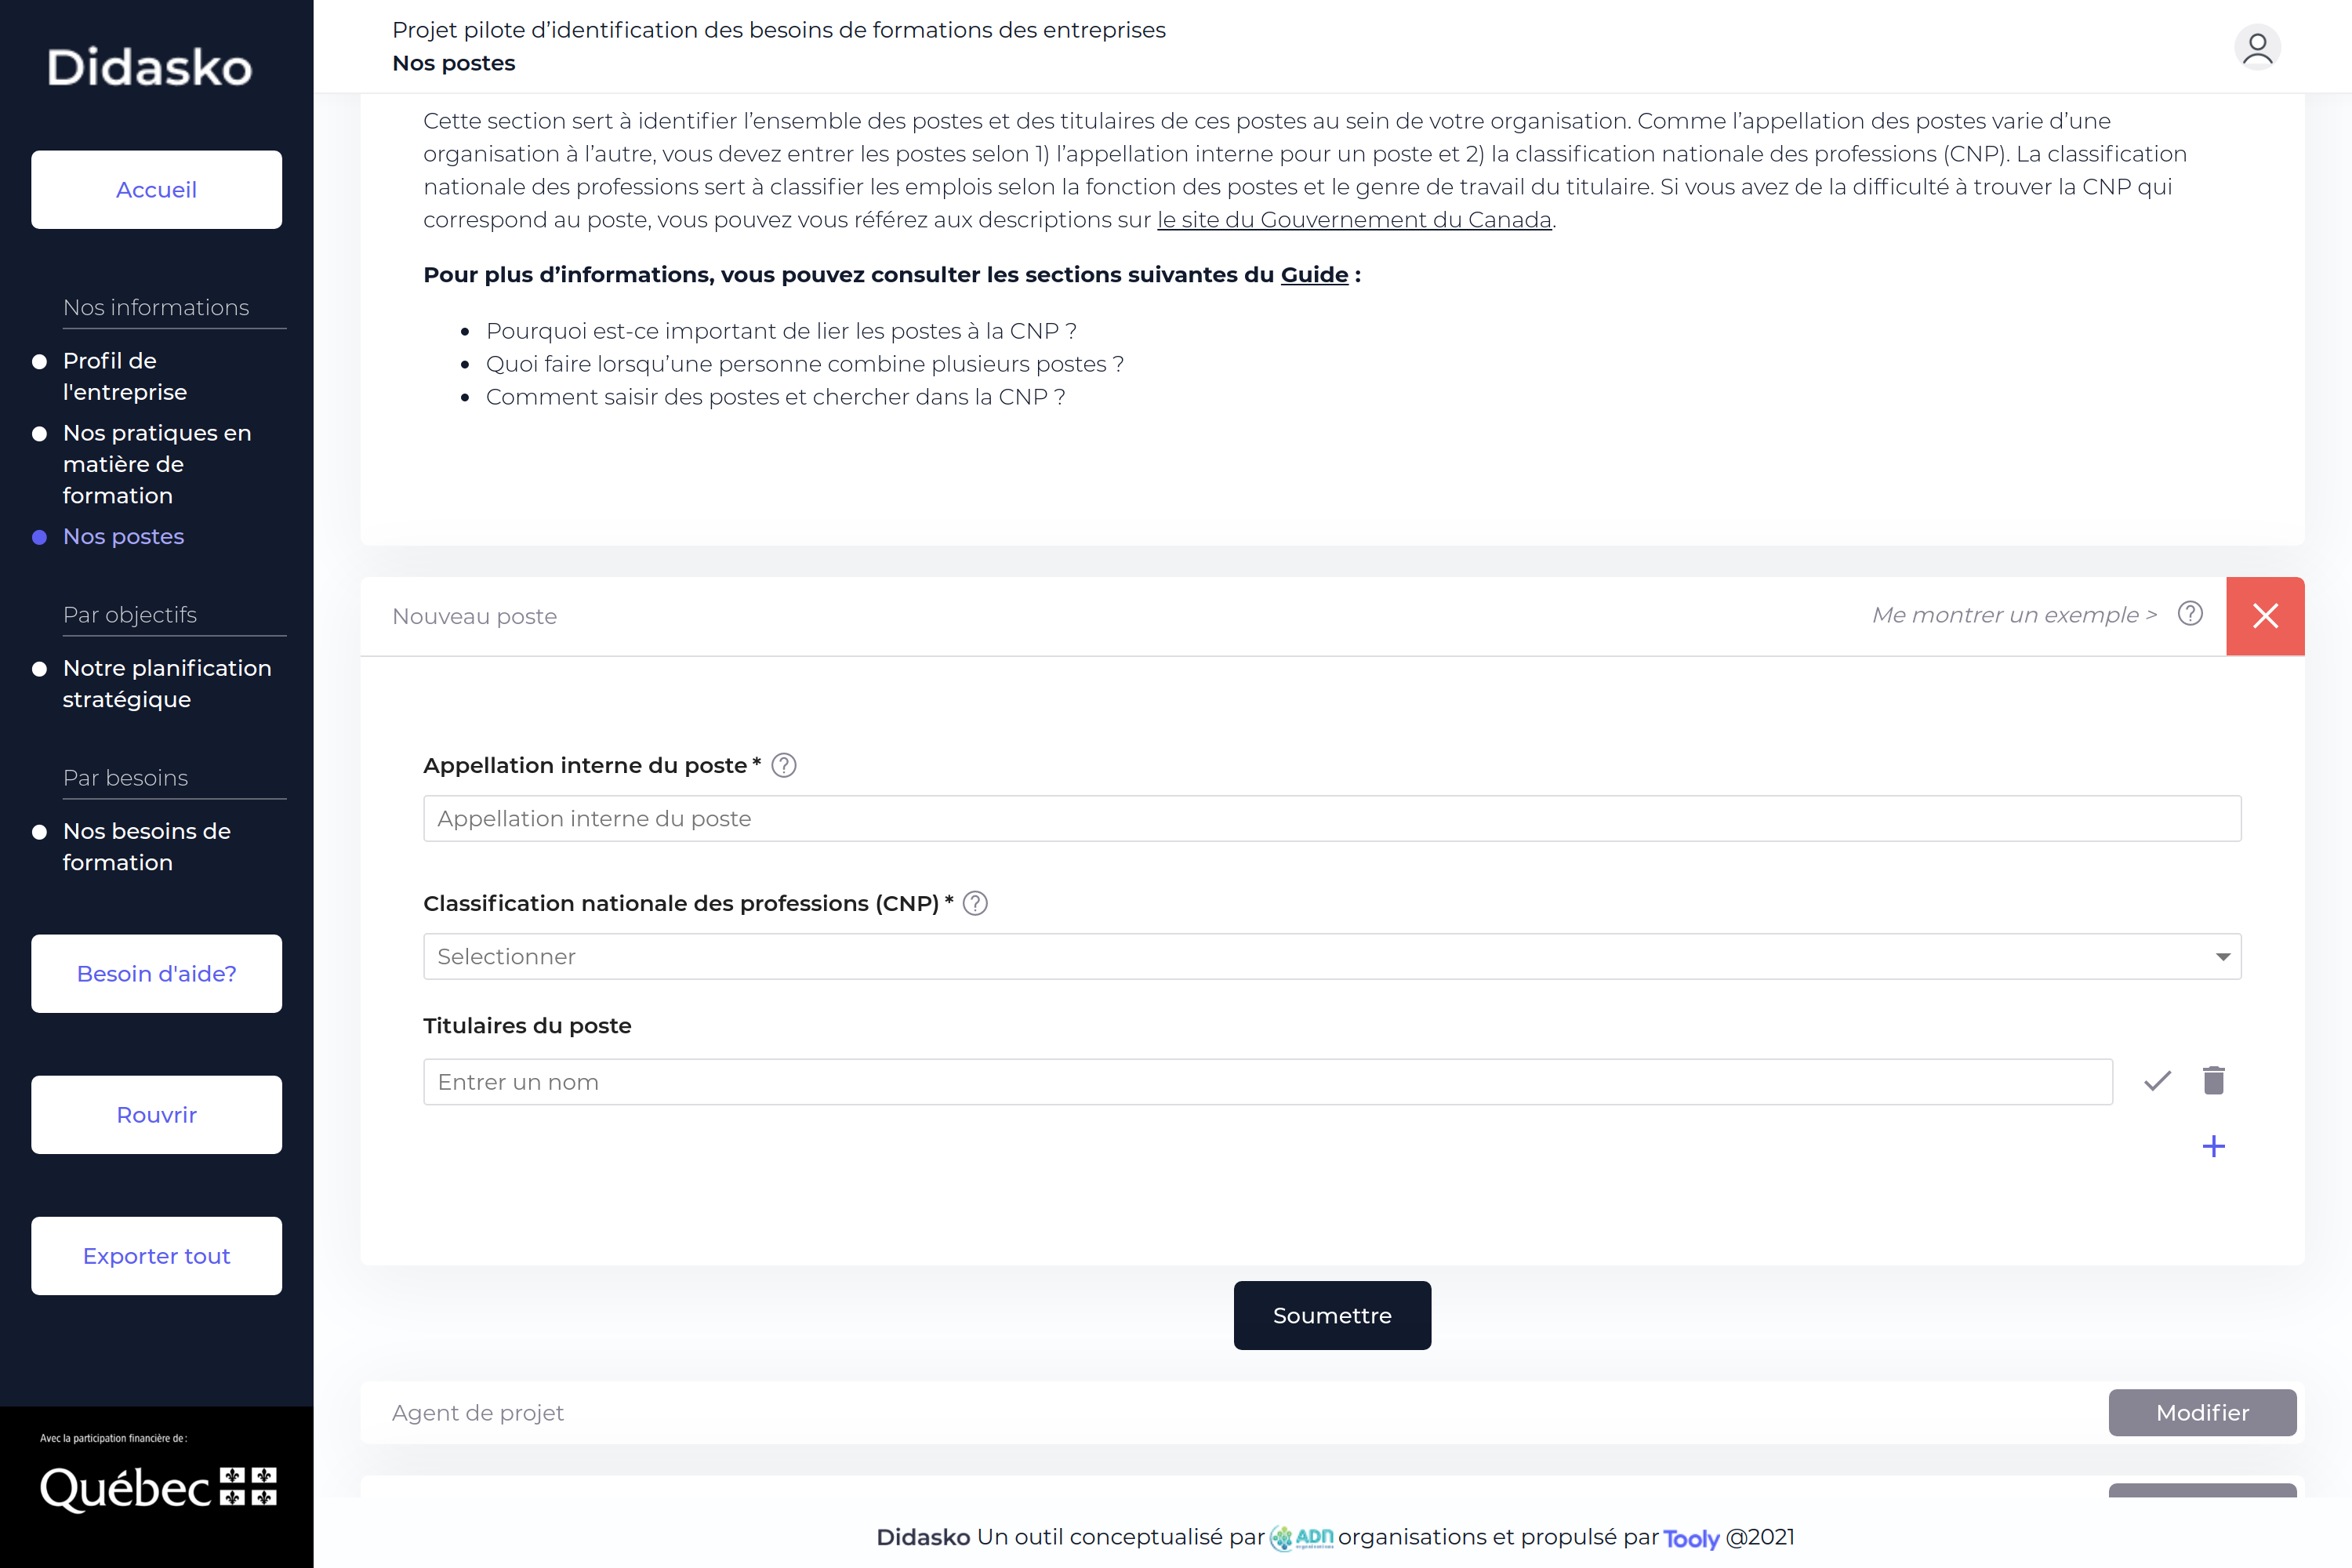 Didasko
Accueil
Nos informations
Profil de
l'entreprise
Nos pratiques en
matière de
formation
Nos postes
Par objectifs
Notre planification
stratégique
Par besoins
Nos besoins de
formation
Besoin d'aide?
Rouvrir
Exporter tout
Avec la participation financière de :
Québec
Projet pilote d’identification des besoins de formations des entreprises
Nos postes
Cette section sert à identifier l’ensemble des postes et des titulaires de ces postes au sein de votre organisation. Comme l’appellation des postes varie d’une
organisation à l’autre, vous devez entrer les postes selon 1) l’appellation interne pour un poste et 2) la classification nationale des professions (CNP). La classification
nationale des professions sert à classifier les emplois selon la fonction des postes et le genre de travail du titulaire. Si vous avez de la difficulté à trouver la CNP qui
correspond au poste, vous pouvez vous référez aux descriptions sur le site du Gouvernement du Canada.
Pour plus d’informations, vous pouvez consulter les sections suivantes du Guide :
• Pourquoi est-ce important de lier les postes à la CNP ?
• Quoi faire lorsqu’une personne combine plusieurs postes ?
• Comment saisir des postes et chercher dans la CNP ?
Nouveau poste
Me montrer un exemple > ?
Appellation interne du poste * ?
Appellation interne du poste
Classification nationale des professions (CNP) * ?
Selectionner
Titulaires du poste
Entrer un nom
Soumettre
Agent de projet
Modifier
Didasko Un outil conceptualisé par ADN organisations organisations et propulsé par Tooly @2021